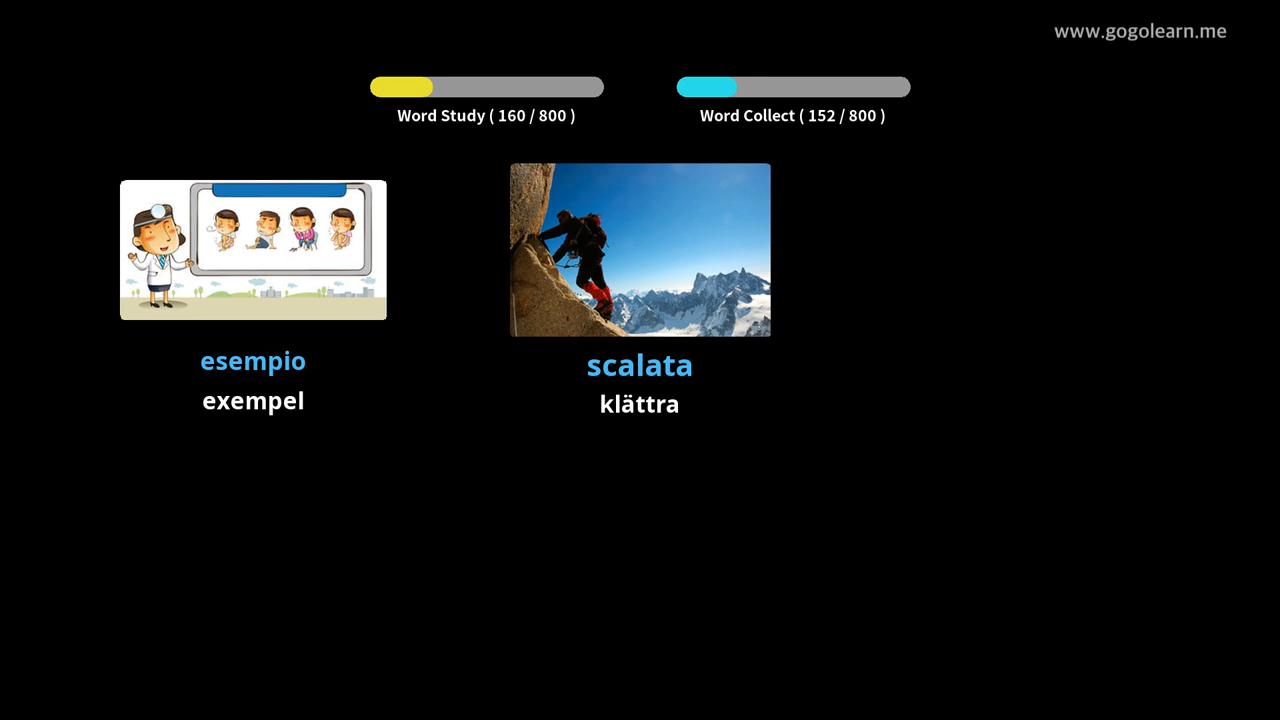 www.gogolearn.me
Word Study ( 160 / 800 )
Word Collect ( 152 / 800 )
esempio
exempel
scalata
klättra